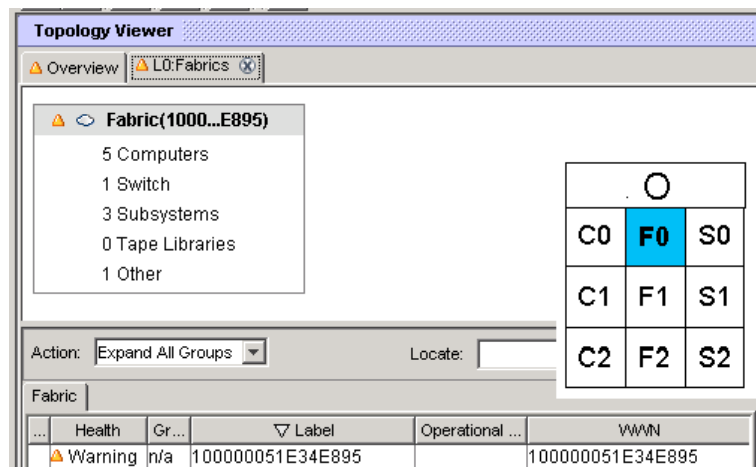 Topology Viewer
Overview L0:Fabrics
Fabric(1000...E895)
5 Computers
1 Switch
3 Subsystems
0 Tape Libraries
1 Other
O
C0 F0 S0
C1 F1 S1
C2 F2 S2
Action: Expand All Groups Locate:
Fabric
... Health Gr... Label Operational ... WWN
Warning n/a 100000051E34E895 100000051E34E895